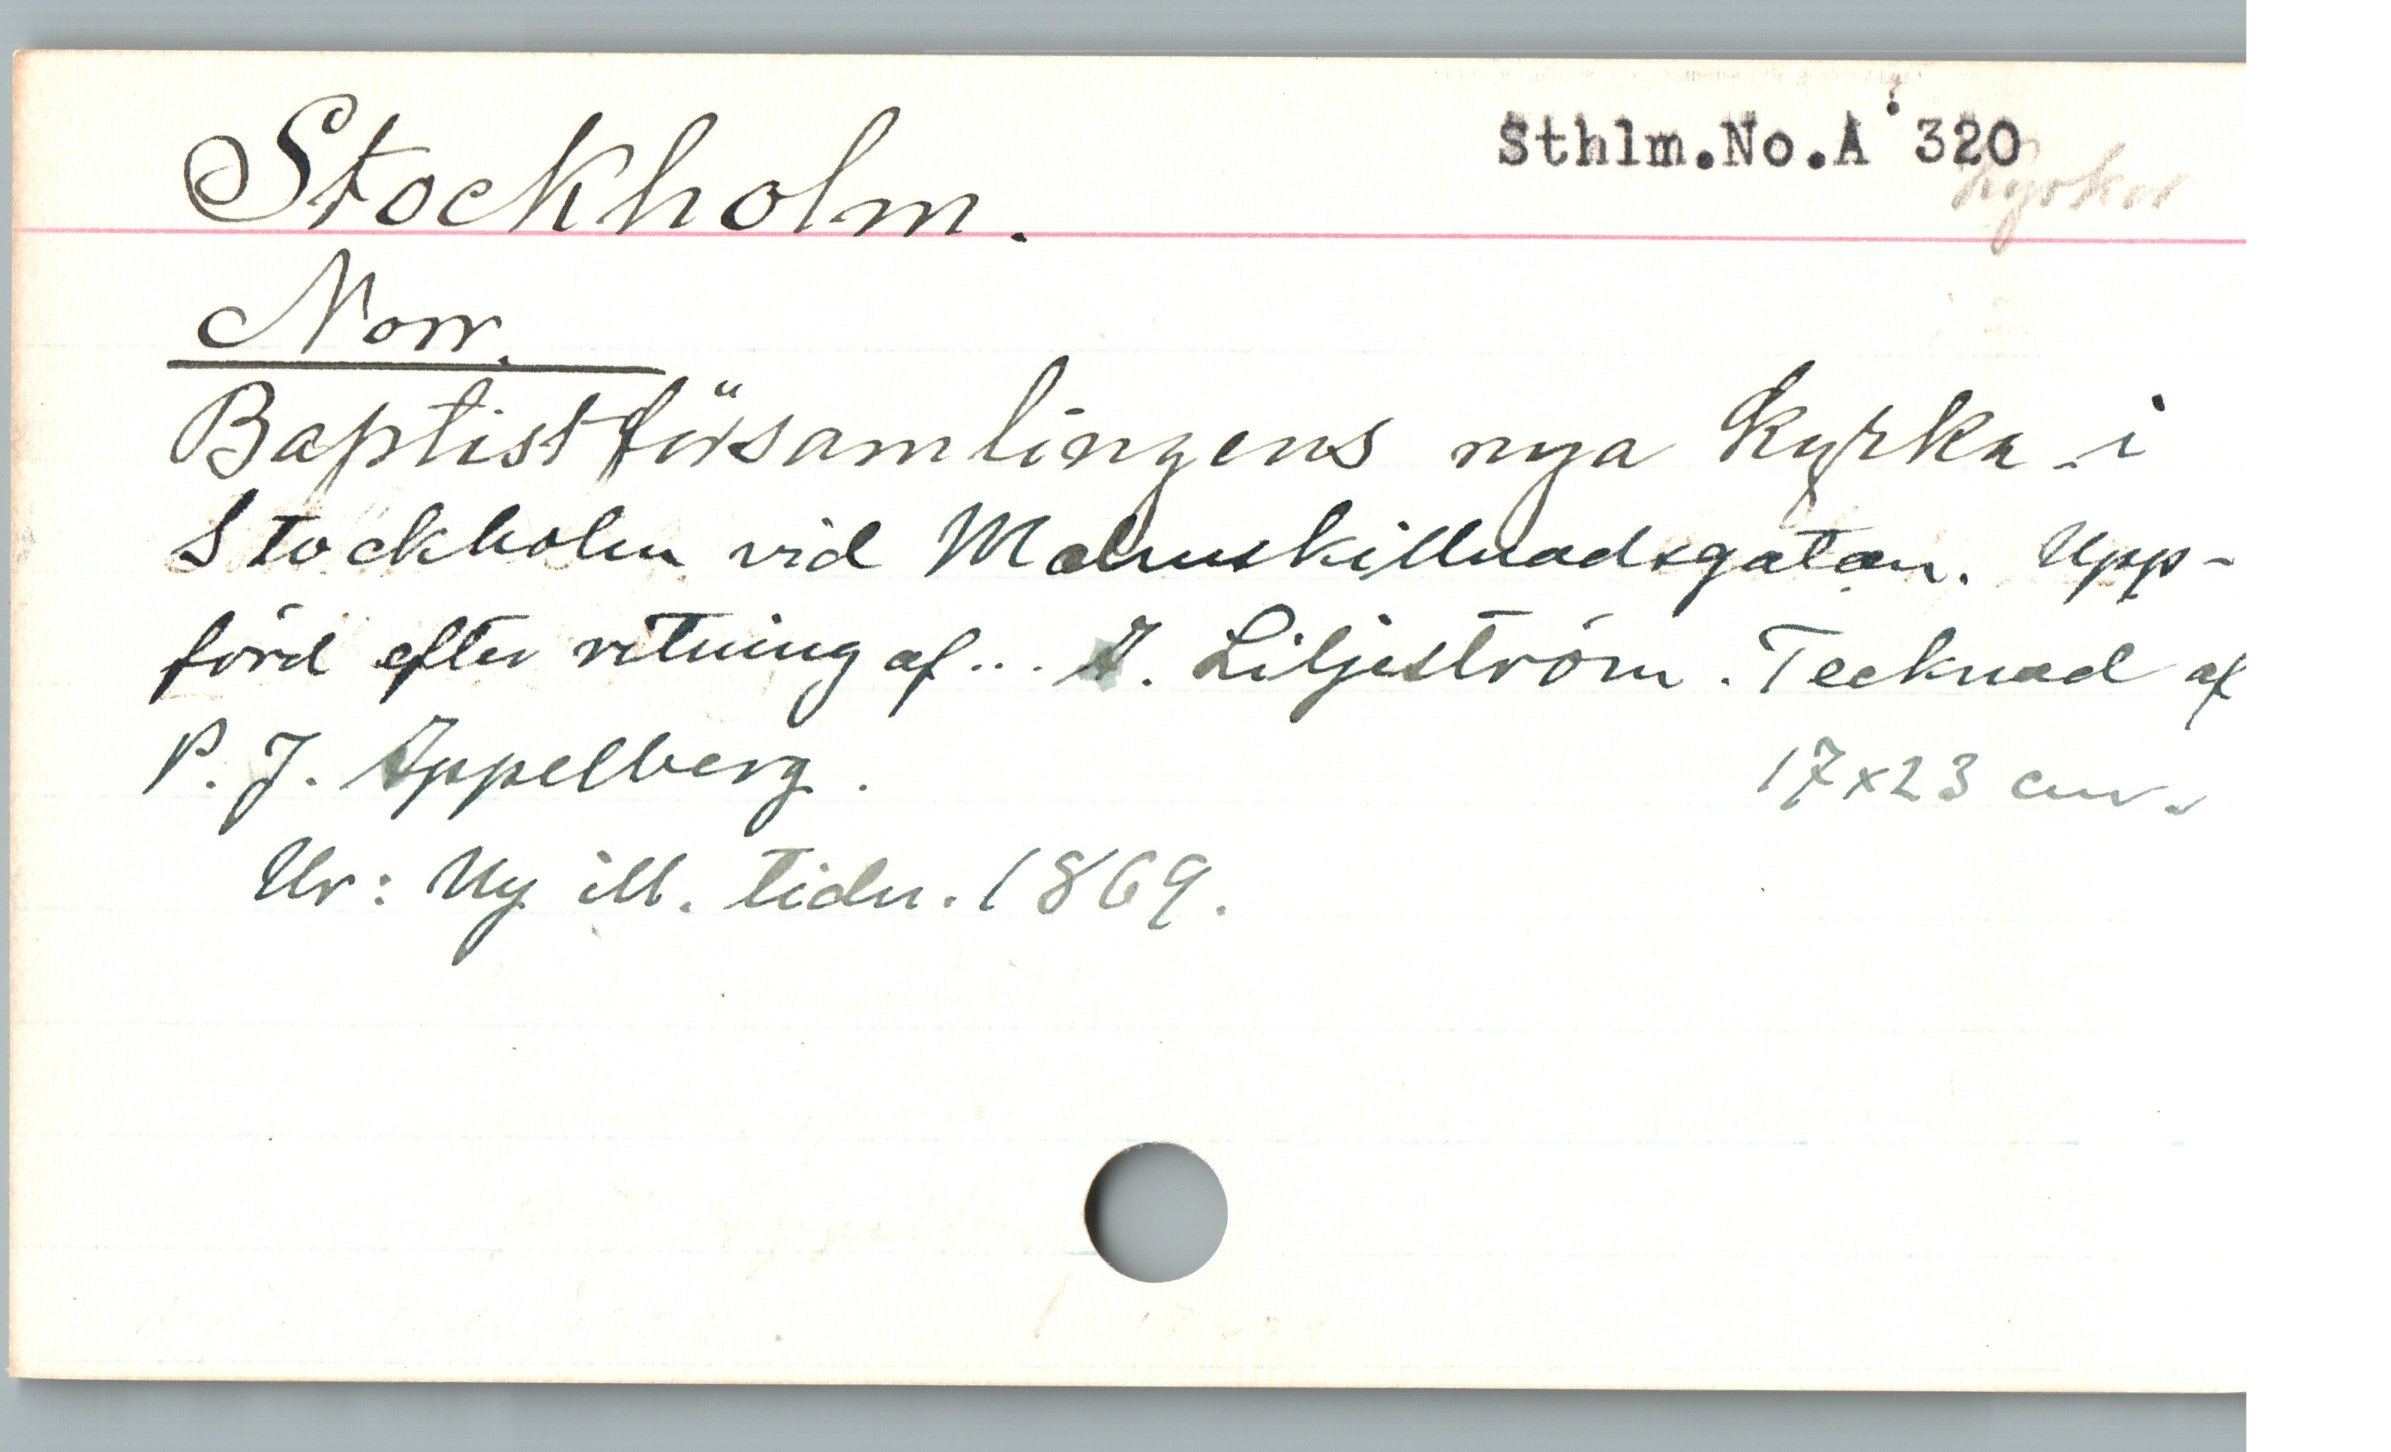 Stockholm.
Sthlm.No.A 320
kyrkor
Norr.
Baptistförsamlingens nya kyrka i
Stockholm vid Malmskillnadsgatan. Upp-
förd efter ritning af... Liljeström. Tecknad af
P. J. Appelberg.
17x23 cm.
Ur: Ny ill. tidn. 1869.